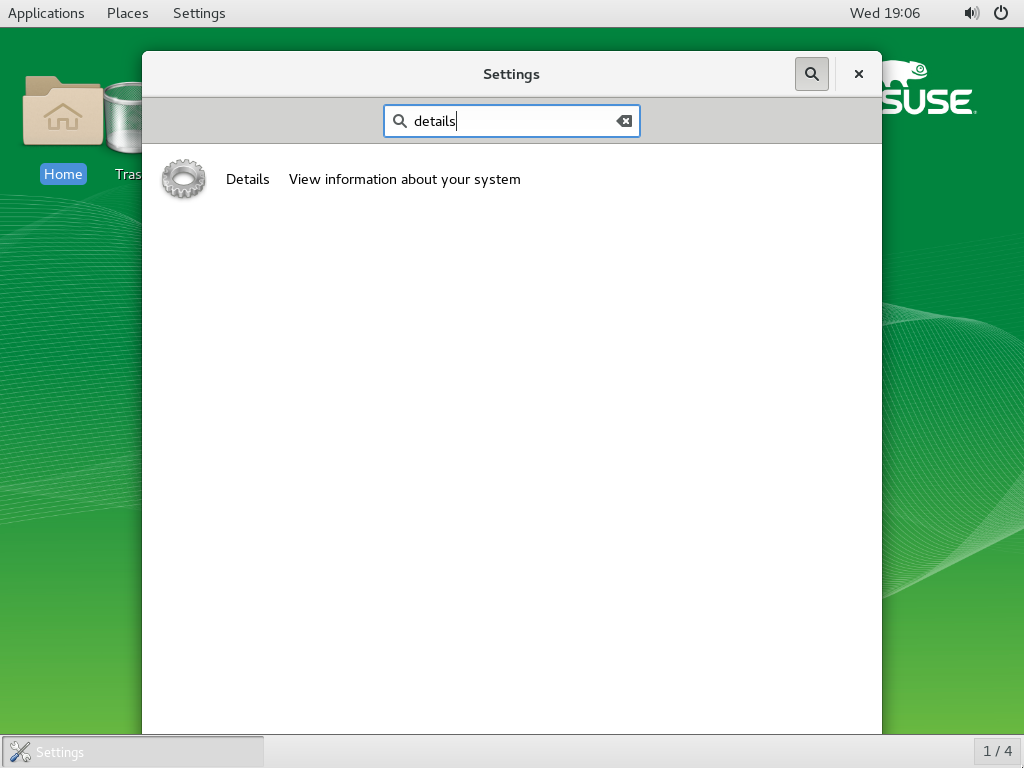 Applications Places Settings Wed 19:06
Settings
SUSE
details
Home
Details View information about your system
Settings 1 / 4